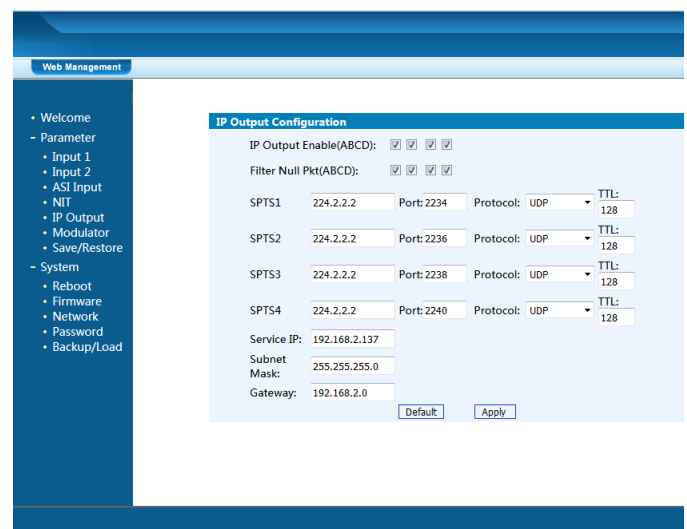 Web Management
• Welcome
– Parameter
• Input 1
• Input 2
• ASI Input
• NIT
• IP Output
• Modulator
• Save/Restore
– System
• Reboot
• Firmware
• Network
• Password
• Backup/Load
IP Output Configuration
IP Output Enable(ABCD):
Filter Null Pkt(ABCD):
SPTS1 224.2.2.2 Port: 2234 Protocol: UDP TTL: 128
SPTS2 224.2.2.2 Port: 2236 Protocol: UDP TTL: 128
SPTS3 224.2.2.2 Port: 2238 Protocol: UDP TTL: 128
SPTS4 224.2.2.2 Port: 2240 Protocol: UDP TTL: 128
Service IP: 192.168.2.137
Subnet Mask: 255.255.255.0
Gateway: 192.168.2.0
Default Apply